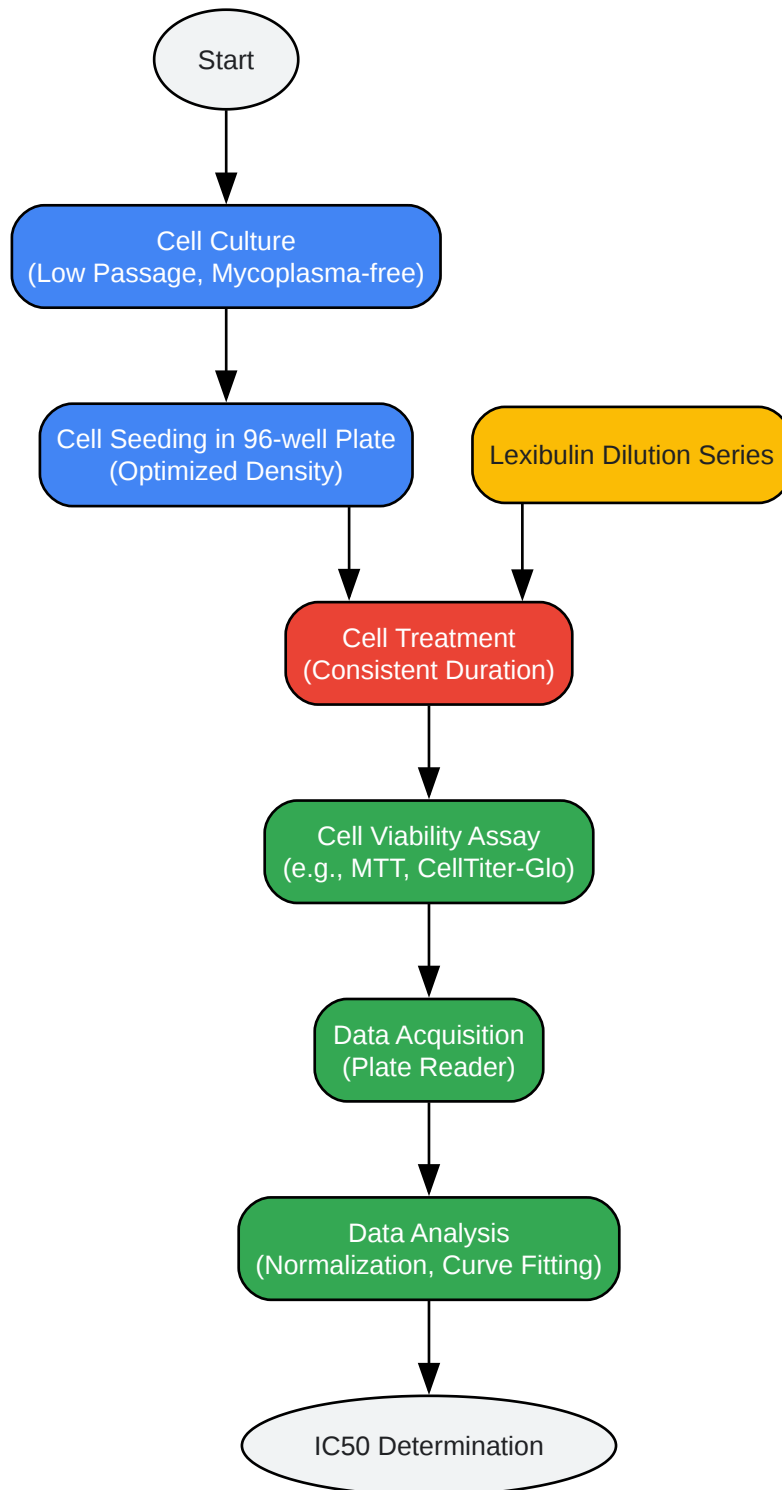 Start
Cell Culture
(Low Passage, Mycoplasma-free)
Cell Seeding in 96-well Plate
(Optimized Density)
Lexibulin Dilution Series
Cell Treatment
(Consistent Duration)
Cell Viability Assay
(e.g., MTT, CellTiter-Glo)
Data Acquisition
(Plate Reader)
Data Analysis
(Normalization, Curve Fitting)
IC50 Determination